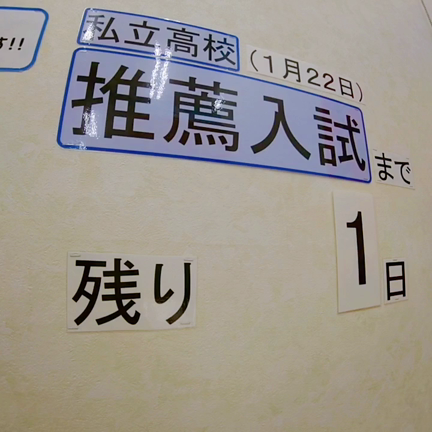 私立高校（1月22日）
推薦入試まで
残り 1日